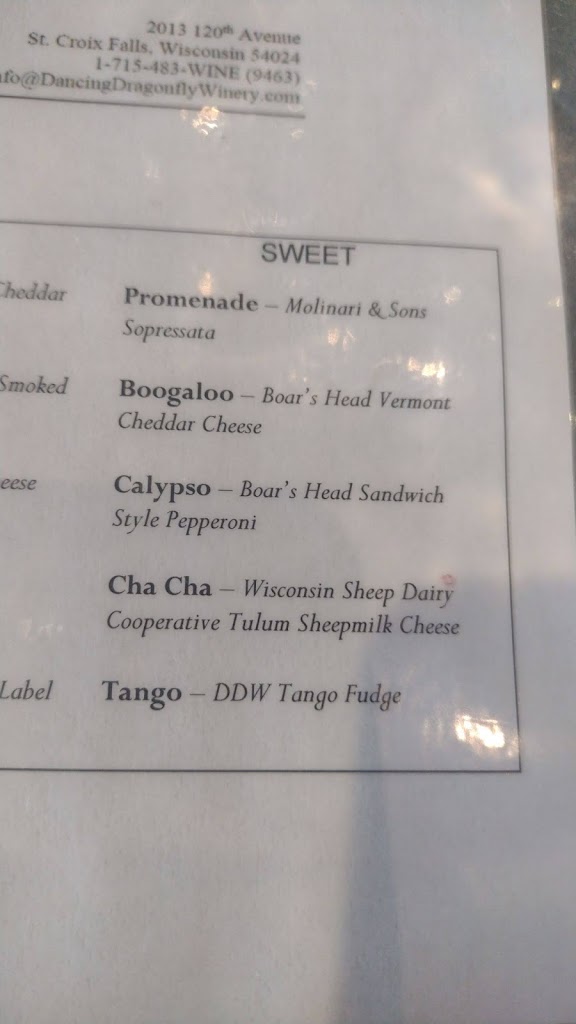 2013 120th Avenue
St. Croix Falls, Wisconsin 54024
1-715-483-WINE (9463)
nfo@DancingDragonflyWinery.com
SWEET
Cheddar
Promenade – Molinari & Sons
Sopressata
Smoked
Boogaloo – Boar's Head Vermont
Cheddar Cheese
eese
Calypso – Boar's Head Sandwich
Style Pepperoni
Cha Cha – Wisconsin Sheep Dairy
Cooperative Tulum Sheepmilk Cheese
Label
Tango – DDW Tango Fudge